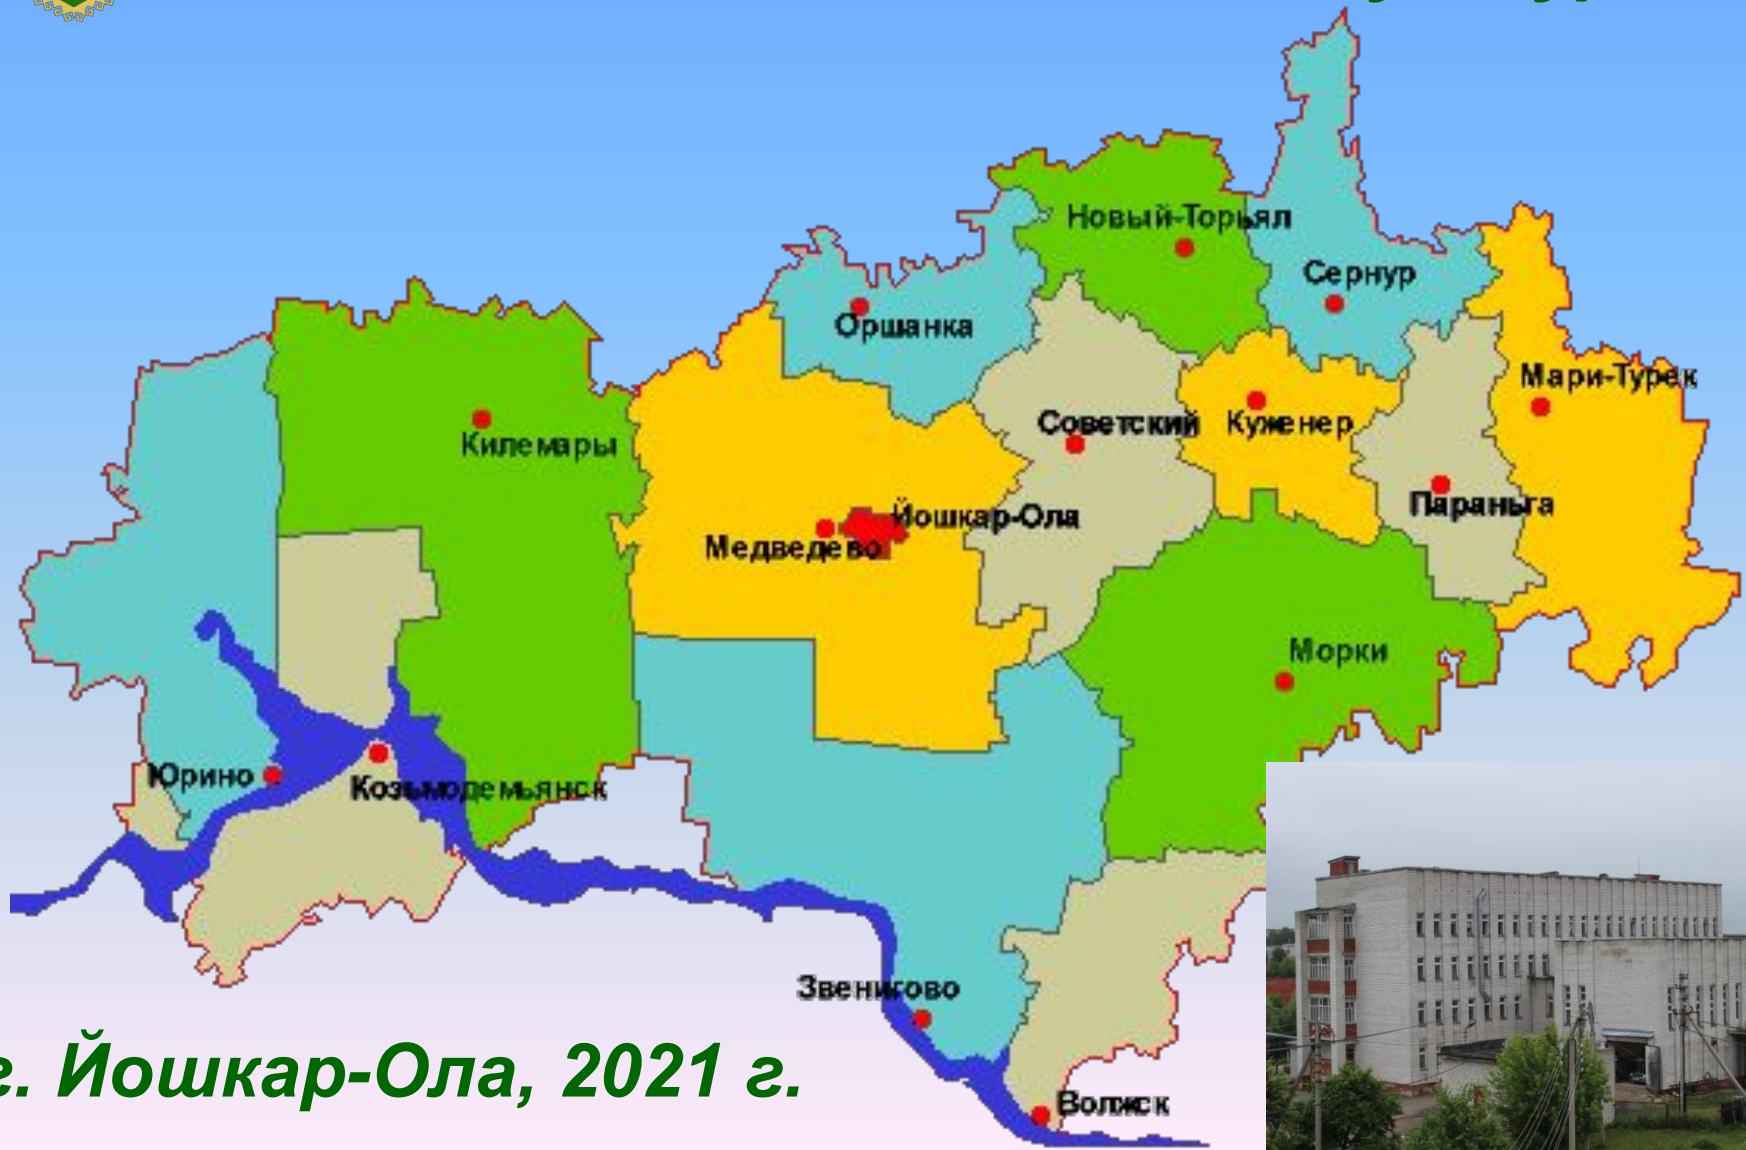 Новый-Торьял
Сернур
Оршанка
Мари-Турек
Советский
Куженер
Килемары
Параньга
Йошкар-Ола
Медведево
Морки
Юрино
Козьмодемьянск
Звенигово
г. Йошкар-Ола, 2021 г.
Волжск